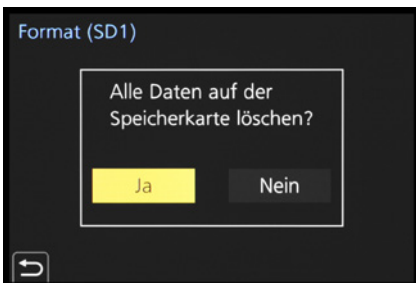 Format (SD1)
Alle Daten auf der
Speicherkarte löschen?
Ja
Nein